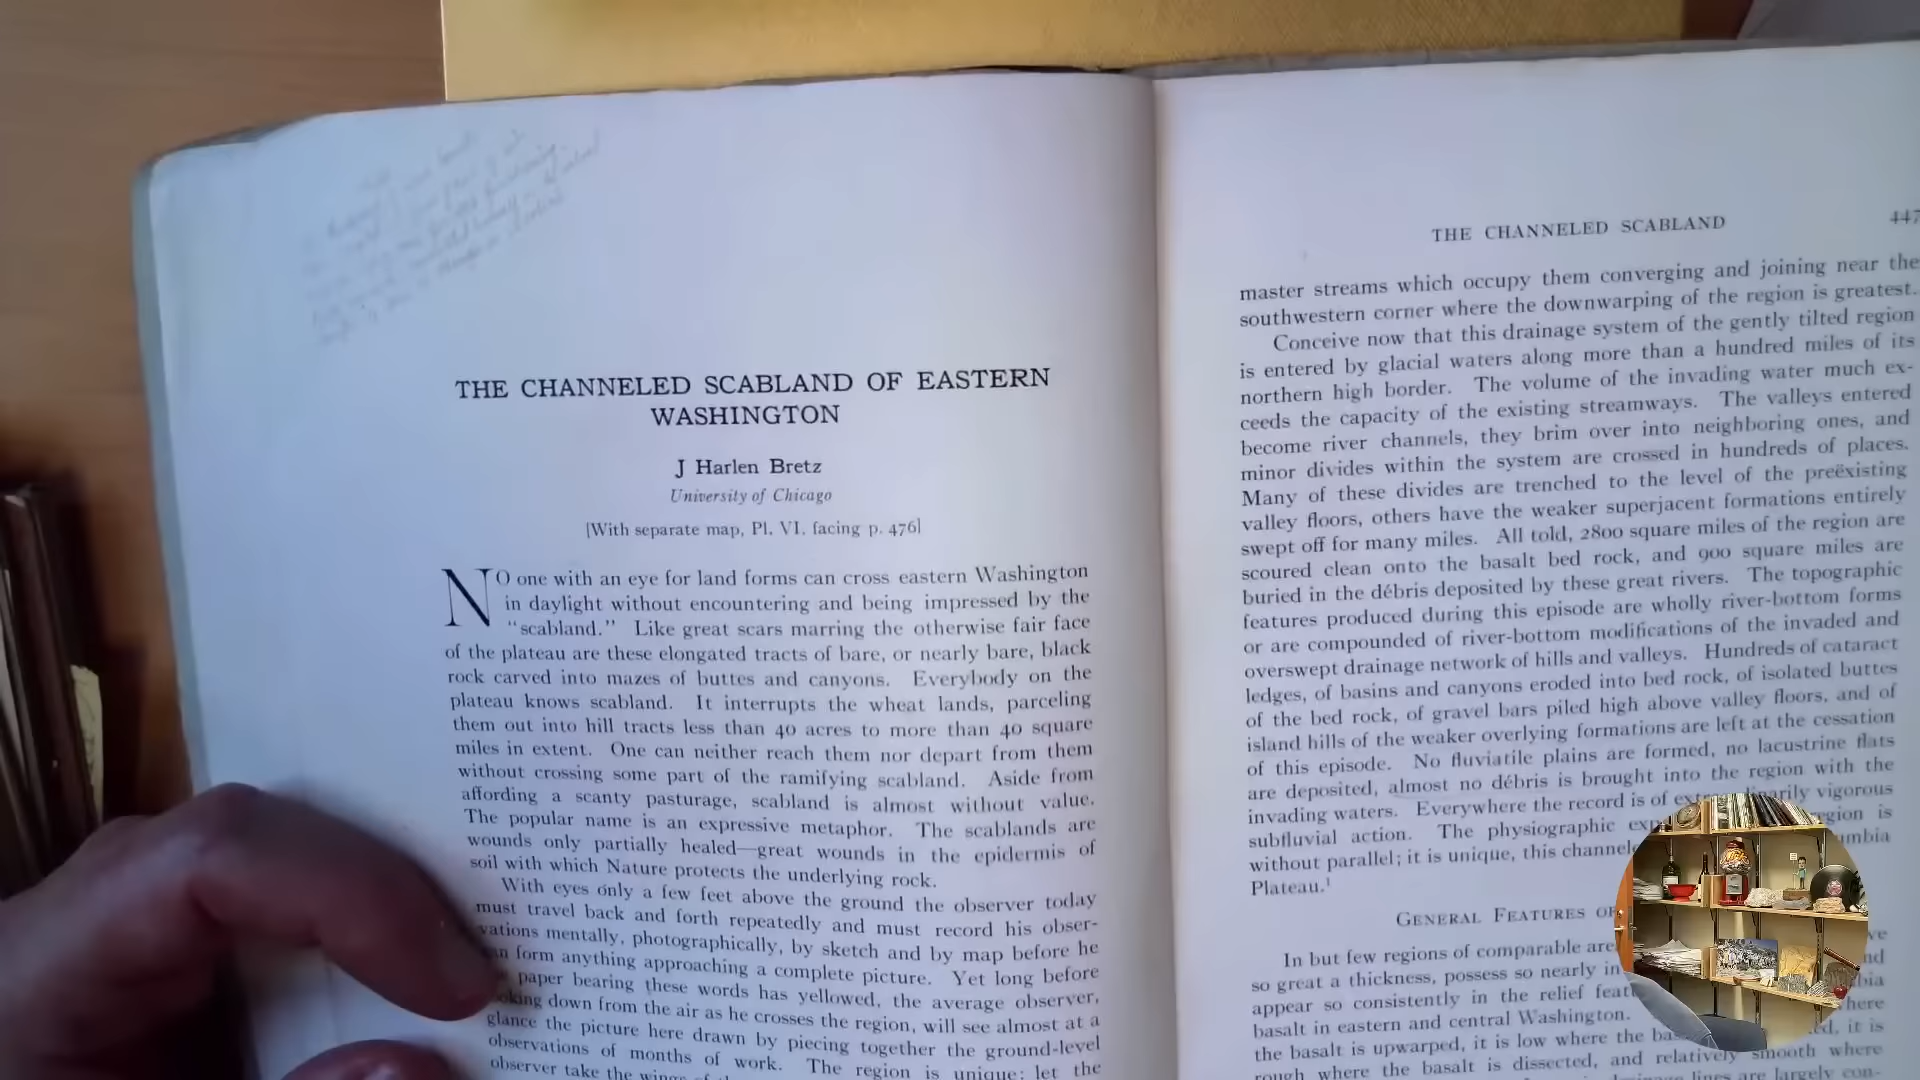 THE CHANNELED SCABLAND OF EASTERN
WASHINGTON
J Harlen Bretz
University of Chicago
[With separate map, Pl. VI, facing p. 476]
NO one with an eye for land forms can cross eastern Washington
in daylight without encountering and being impressed by the
"scabland." Like great scars marring the otherwise fair face
of the plateau are these elongated tracts of bare, or nearly bare, black
rock carved into mazes of buttes and canyons. Everybody on the
plateau knows scabland. It interrupts the wheat lands, parceling
them out into hill tracts less than 40 acres to more than 40 square
miles in extent. One can neither reach them nor depart from them
without crossing some part of the ramifying scabland. Aside from
affording a scanty pasturage, scabland is almost without value.
The popular name is an expressive metaphor. The scablands are
wounds only partially healed—great wounds in the epidermis of
soil with which Nature protects the underlying rock.
With eyes only a few feet above the ground the observer today
must travel back and forth repeatedly and must record his obser-
vations mentally, photographically, by sketch and by map before he
form anything approaching a complete picture. Yet long before
paper bearing these words has yellowed, the average observer,
down from the air as he crosses the region, will see almost at a
glance the picture here drawn by piecing together the ground-level
observations of months of work. The region is unique: let the
observer take the wings of
THE CHANNELED SCABLAND 447
master streams which occupy them converging and joining near the
southwestern corner where the downwarping of the region is greatest.
Conceive now that this drainage system of the gently tilted region
is entered by glacial waters along more than a hundred miles of its
northern high border. The volume of the invading water much ex-
ceeds the capacity of the existing streamways. The valleys entered
become river channels, they brim over into neighboring ones, and
minor divides within the system are crossed in hundreds of places.
Many of these divides are trenched to the level of the preëxisting
valley floors, others have the weaker superjacent formations entirely
swept off for many miles. All told, 2800 square miles of the region are
scoured clean onto the basalt bed rock, and 900 square miles are
buried in the débris deposited by these great rivers. The topographic
features produced during this episode are wholly river-bottom forms
or are compounded of river-bottom modifications of the invaded and
overswept drainage network of hills and valleys. Hundreds of cataract
ledges, of basins and canyons eroded into bed rock, of isolated buttes
of the bed rock, of gravel bars piled high above valley floors, and of
island hills of the weaker overlying formations are left at the cessation
of this episode. No fluviatile plains are formed, no lacustrine flats
are deposited, almost no débris is brought into the region with the
invading waters. Everywhere the record is of extraordinarily vigorous
subfluvial action. The physiographic region is
without parallel; it is unique, this
Plateau.¹
GENERAL FEATURES OF
In but few regions of comparable
so great a thickness, possess so nearly in
appear so consistently in the relief
basalt in eastern and central Washington. where
the basalt is upwarped, it is low where the it is
rough where the basalt is dissected, and relatively smooth where
lines are largely con-